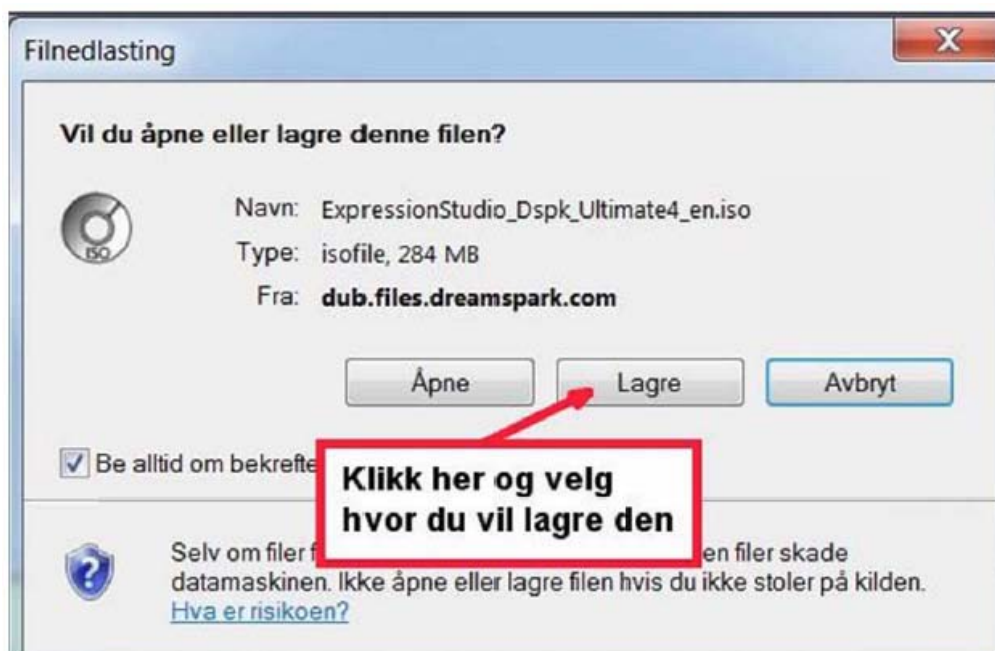 Filnedlasting
Vil du åpne eller lagre denne filen?
Navn: ExpressionStudio_Dspk_Ultimate4_en.iso
Type: isofile, 284 MB
Fra: dub.files.dreamspark.com
ISO
Åpne Lagre Avbryt
Be alltid om bekrefte
Klikk her og velg
hvor du vil lagre den
Selv om filer f en filer skade
datamaskinen. Ikke åpne eller lagre filen hvis du ikke stoler på kilden.
Hva er risikoen?